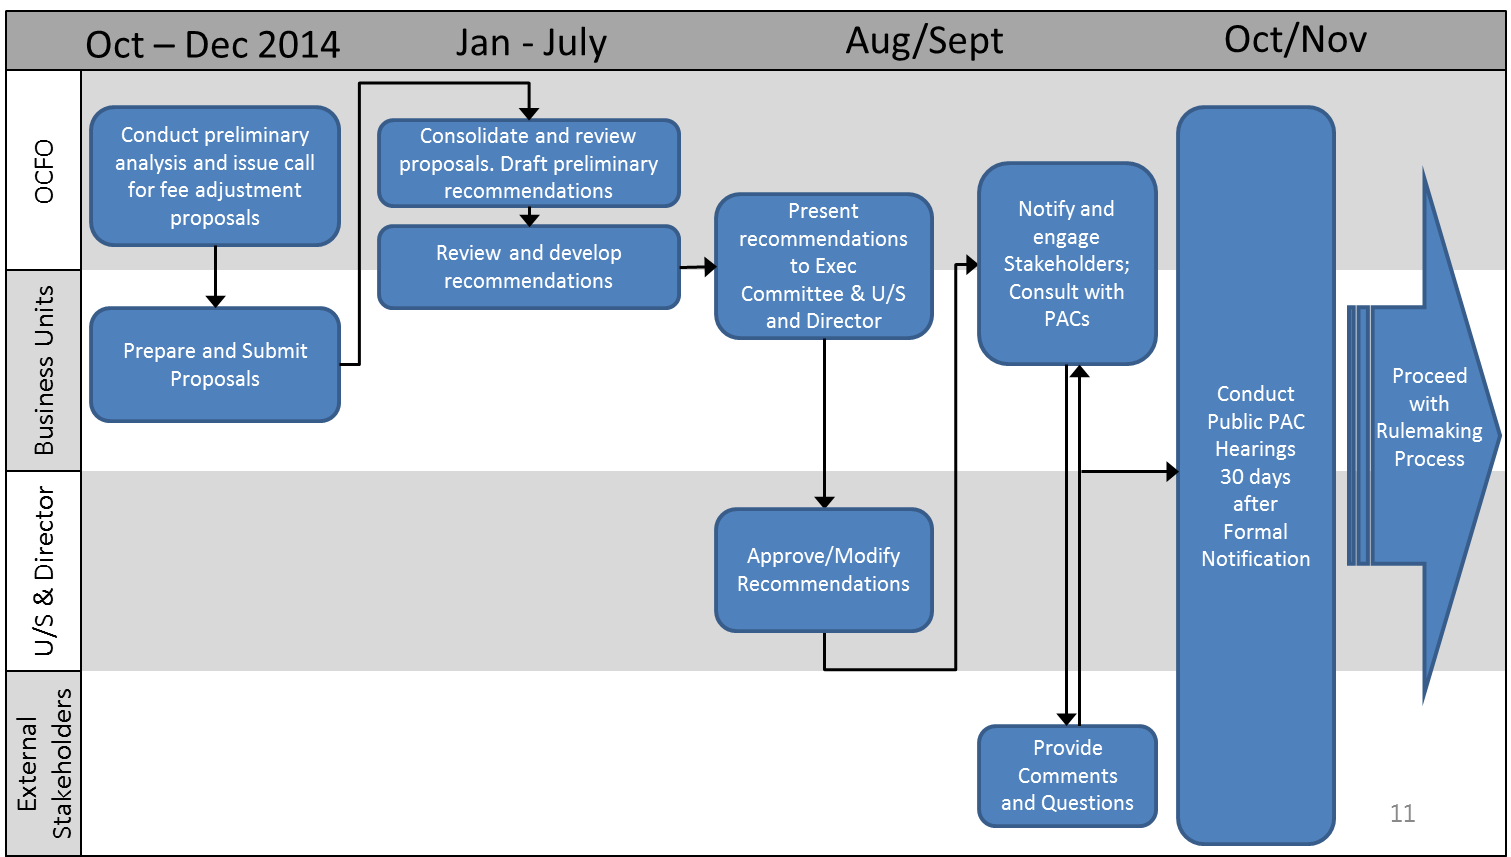 Oct – Dec 2014
Jan - July
Aug/Sept
Oct/Nov
OCFO
Business Units
U/S & Director
External
Stakeholders
Conduct preliminary
analysis and issue call
for fee adjustment
proposals
Prepare and Submit
Proposals
Consolidate and review
proposals. Draft preliminary
recommendations
Review and develop
recommendations
Present
recommendations
to Exec
Committee & U/S
and Director
Approve/Modify
Recommendations
Notify and
engage
Stakeholders;
Consult with
PACs
Provide
Comments
and Questions
Conduct
Public PAC
Hearings
30 days
after
Formal
Notification
Proceed
with
Rulemaking
Process
11